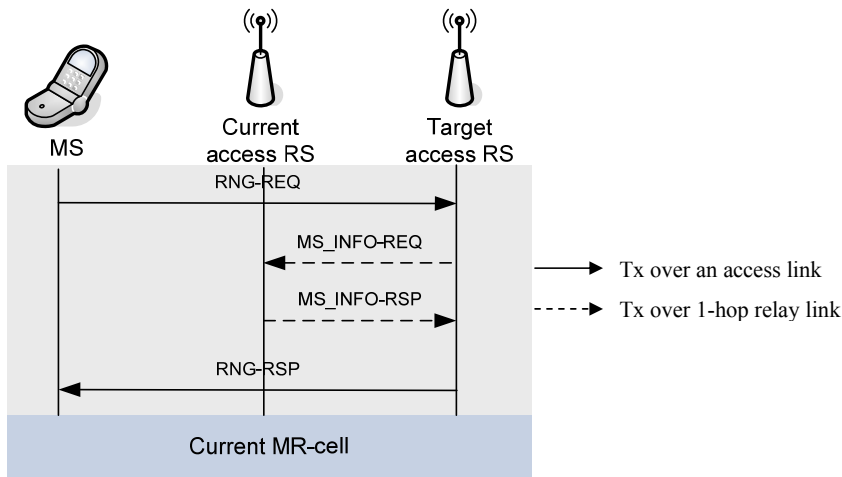 MS
Current
access RS
Target
access RS
RNG-REQ
MS_INFO-REQ
MS_INFO-RSP
RNG-RSP
Current MR-cell
Tx over an access link
Tx over 1-hop relay link